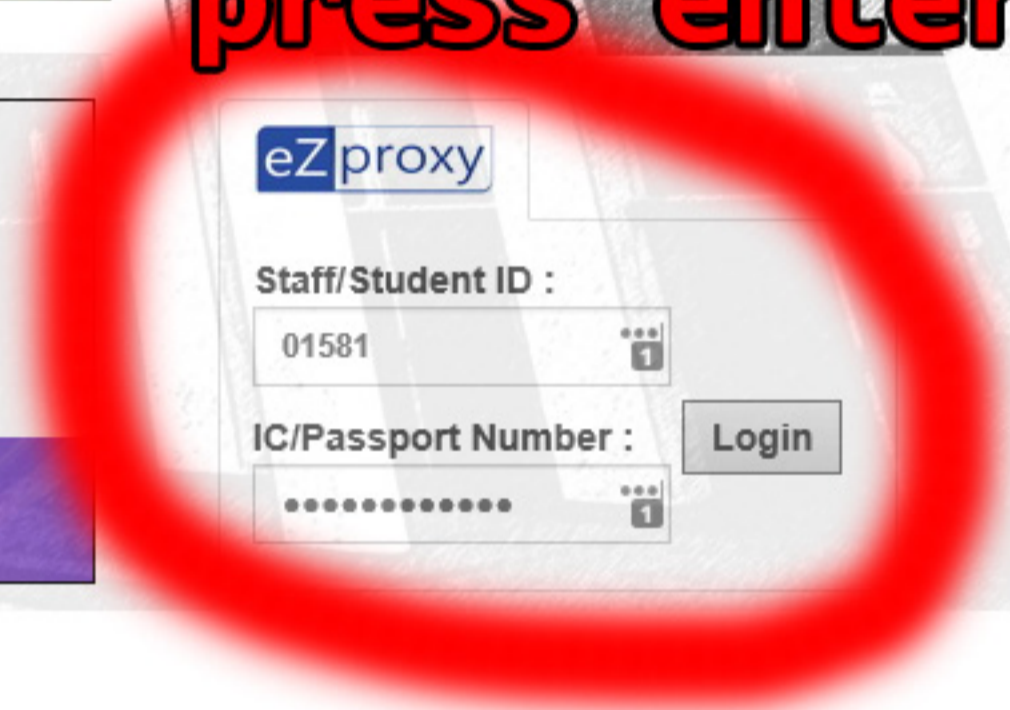 press enter
eZproxy
Staff/Student ID :
01581
IC/Passport Number :
Login
••••••••••••